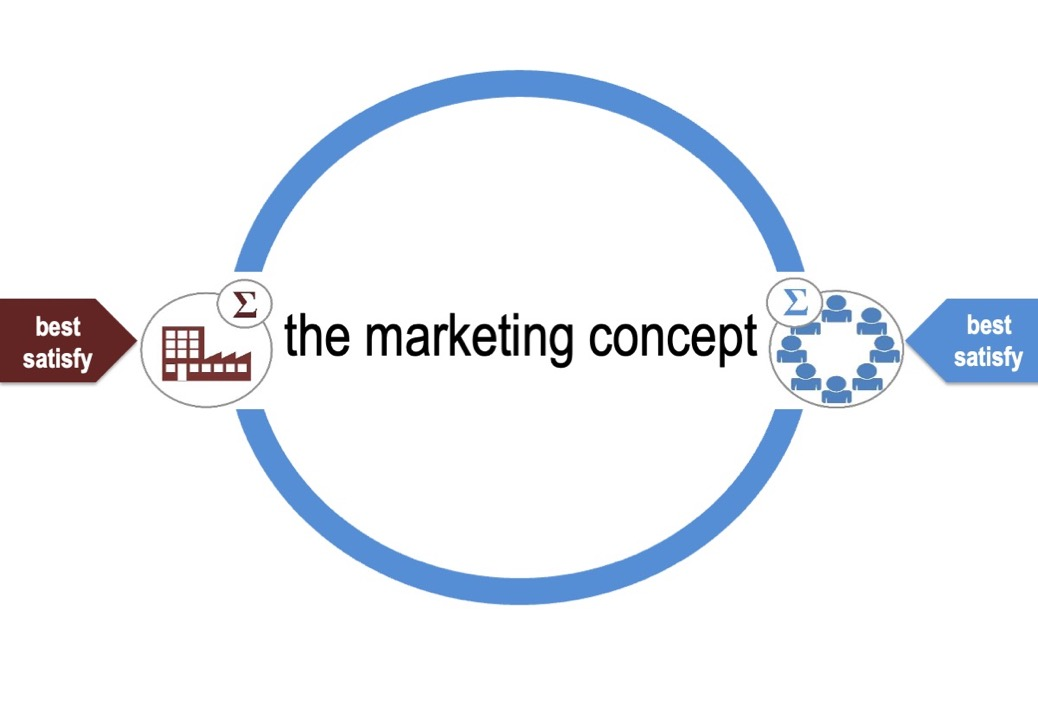 best
satisfy
Σ
the marketing concept
Σ
best
satisfy